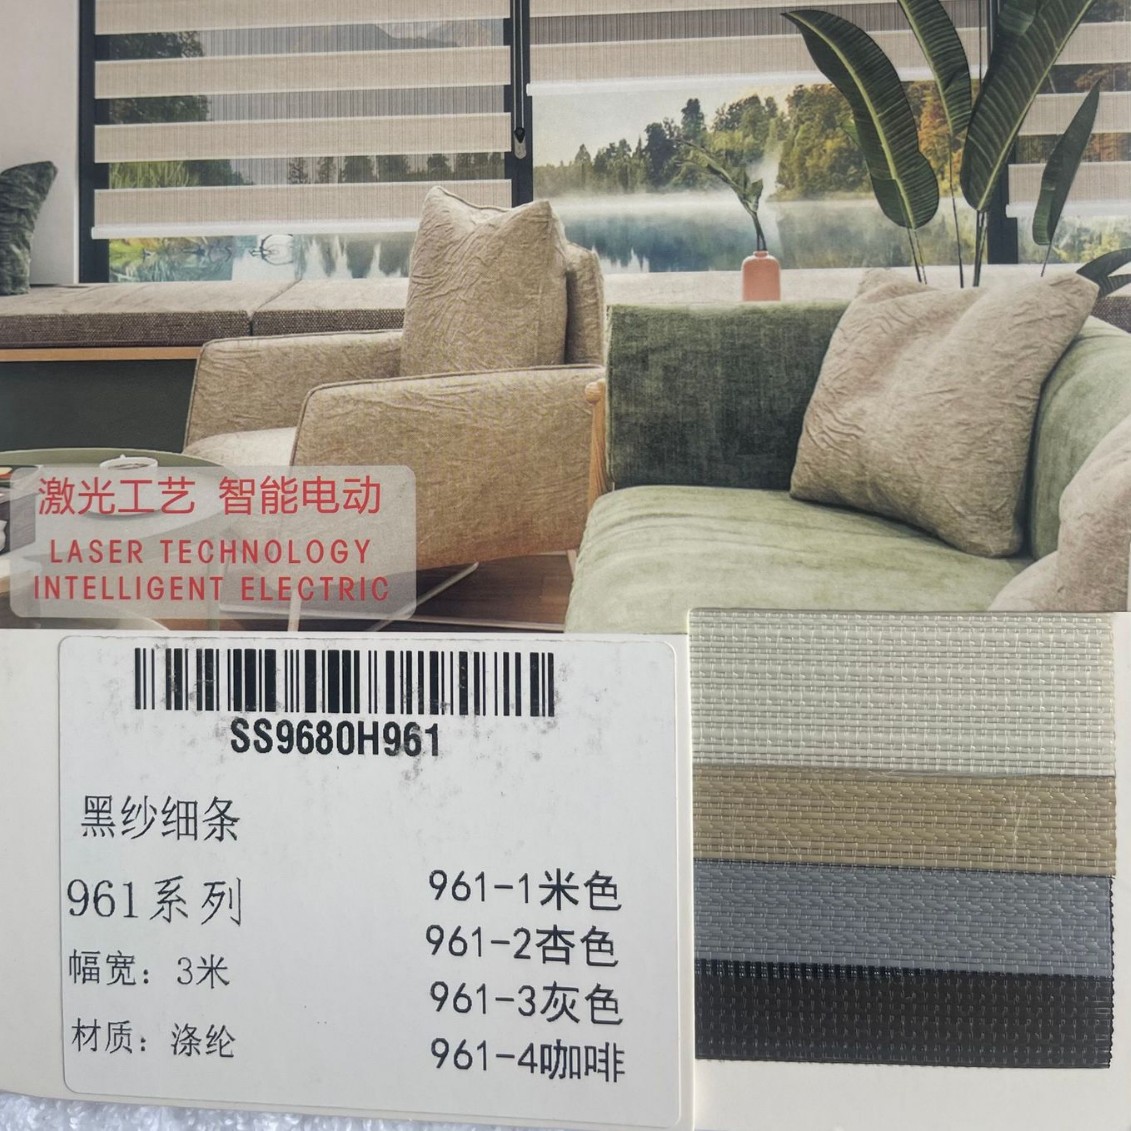 激光工艺 智能电动
LASER TECHNOLOGY
INTELLIGENT ELECTRIC
SS9680H961
黑纱细条
961系列
幅宽：3米
材质：涤纶
961-1米色
961-2杏色
961-3灰色
961-4咖啡